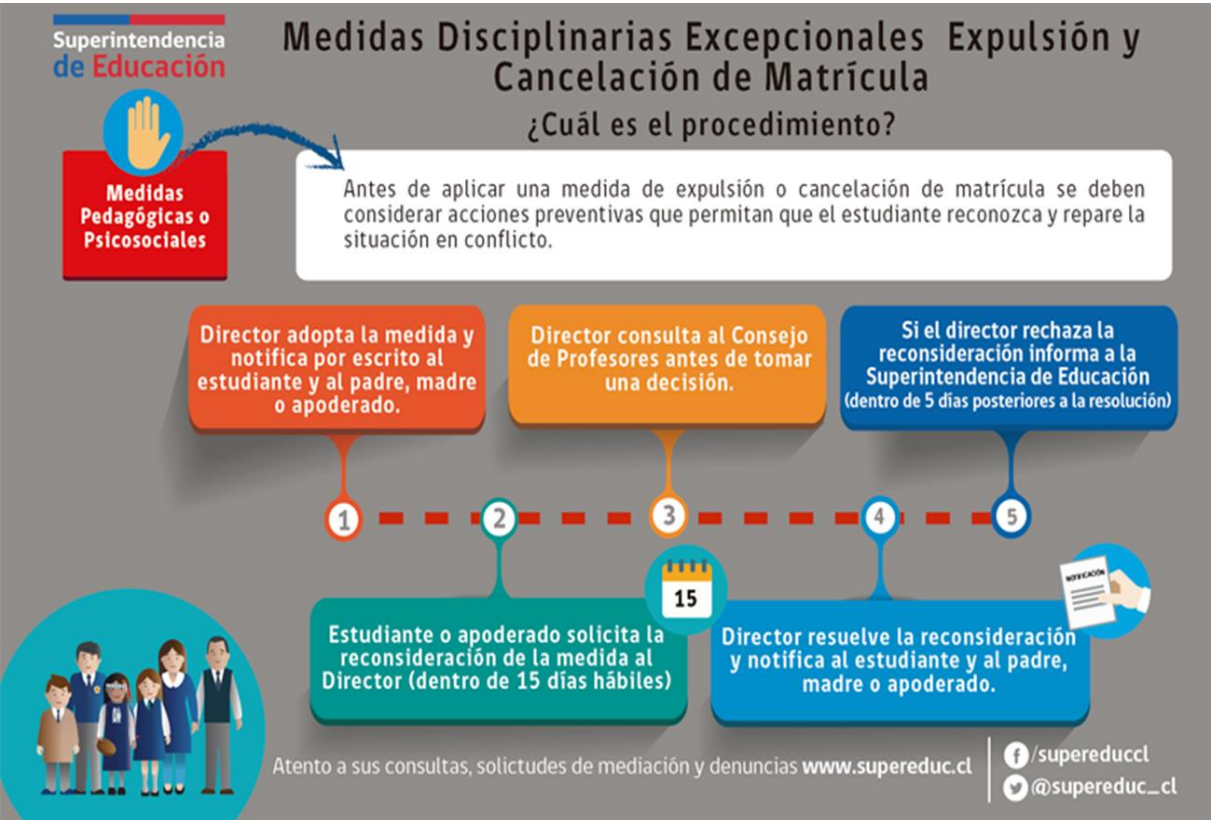 Superintendencia
de Educación
Medidas Disciplinarias Excepcionales Expulsión y
Cancelación de Matrícula
¿Cuál es el procedimiento?
Medidas
Pedagógicas o
Psicosociales
Antes de aplicar una medida de expulsión o cancelación de matrícula se deben
considerar acciones preventivas que permitan que el estudiante reconozca y repare la
situación en conflicto.
Director adopta la medida y
notifica por escrito al
estudiante y al padre, madre
o apoderado.
Director consulta al Consejo
de Profesores antes de tomar
una decisión.
Si el director rechaza la
reconsideración informa a la
Superintendencia de Educación
(dentro de 5 días posteriores a la resolución)
1
2
3
4
5
15
NOTIFICACIÓN
Estudiante o apoderado solicita la
reconsideración de la medida al
Director (dentro de 15 días hábiles)
Director resuelve la reconsideración
y notifica al estudiante y al padre,
madre o apoderado.
Atento a sus consultas, solictudes de mediación y denuncias www.supereduc.cl
/supereduccl
@supereduc_cl